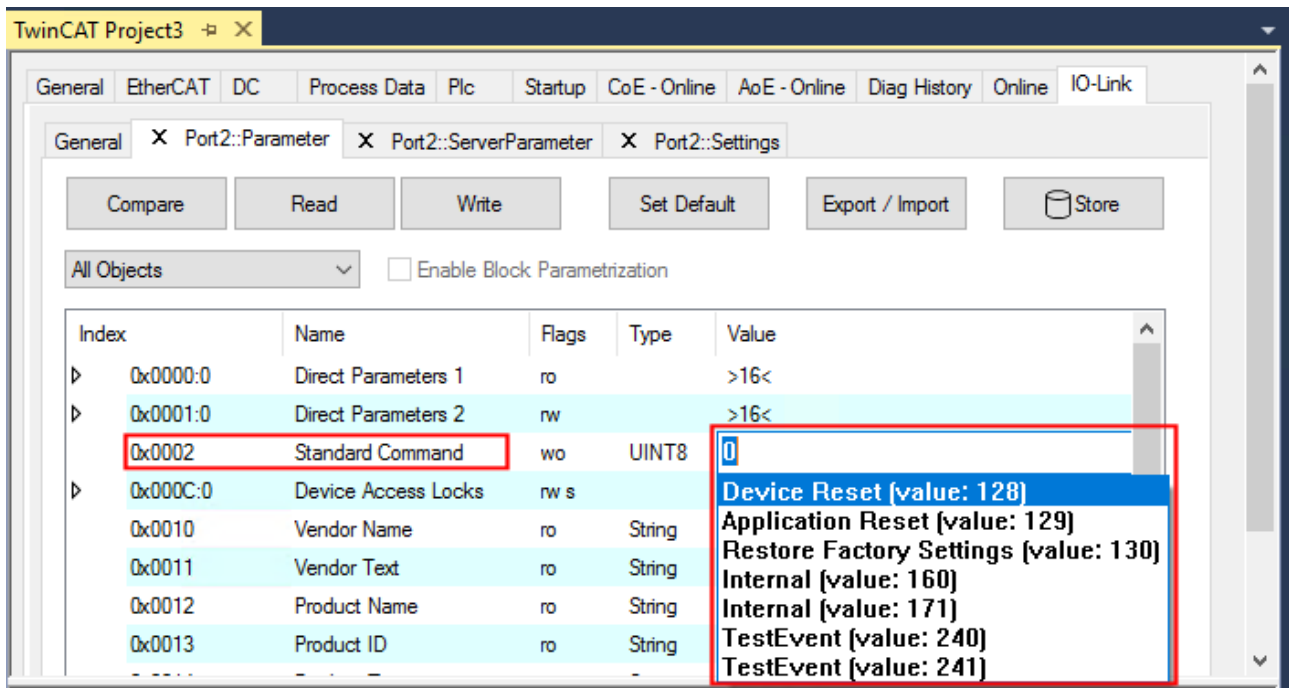 TwinCAT Project3
General EtherCAT DC Process Data Plc Startup CoE - Online AoE - Online Diag History Online IO-Link
General X Port2::Parameter X Port2::ServerParameter X Port2::Settings
Compare Read Write Set Default Export / Import Store
All Objects Enable Block Parametrization
Index Name Flags Type Value
0x0000:0 Direct Parameters 1 ro >16<
0x0001:0 Direct Parameters 2 rw >16<
0x0002 Standard Command wo UINT8 0
0x000C:0 Device Access Locks rw s Device Reset (value: 128)
Application Reset (value: 129)
0x0010 Vendor Name ro String
Restore Factory Settings (value: 130)
0x0011 Vendor Text ro String
Internal (value: 160)
0x0012 Product Name ro String Internal (value: 171)
0x0013 Product ID ro String TestEvent (value: 240)
TestEvent (value: 241)